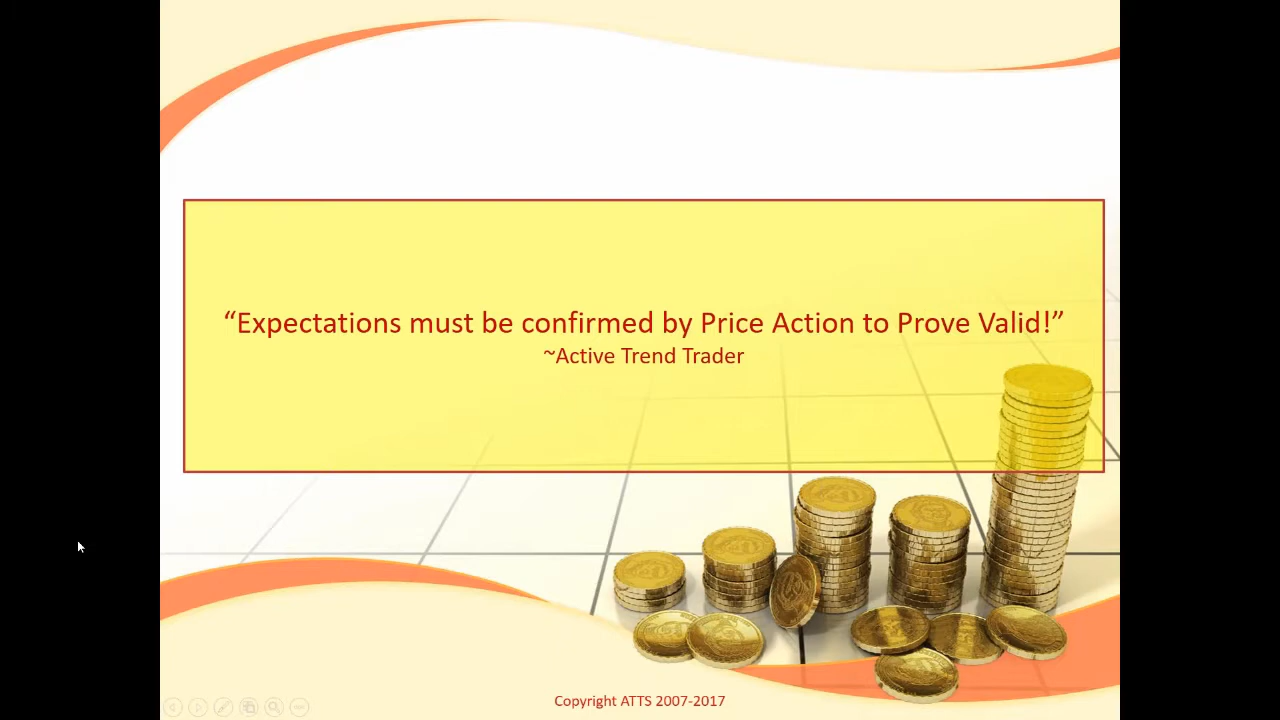 “Expectations must be confirmed by Price Action to Prove Valid!”
~Active Trend Trader
Copyright ATTS 2007-2017